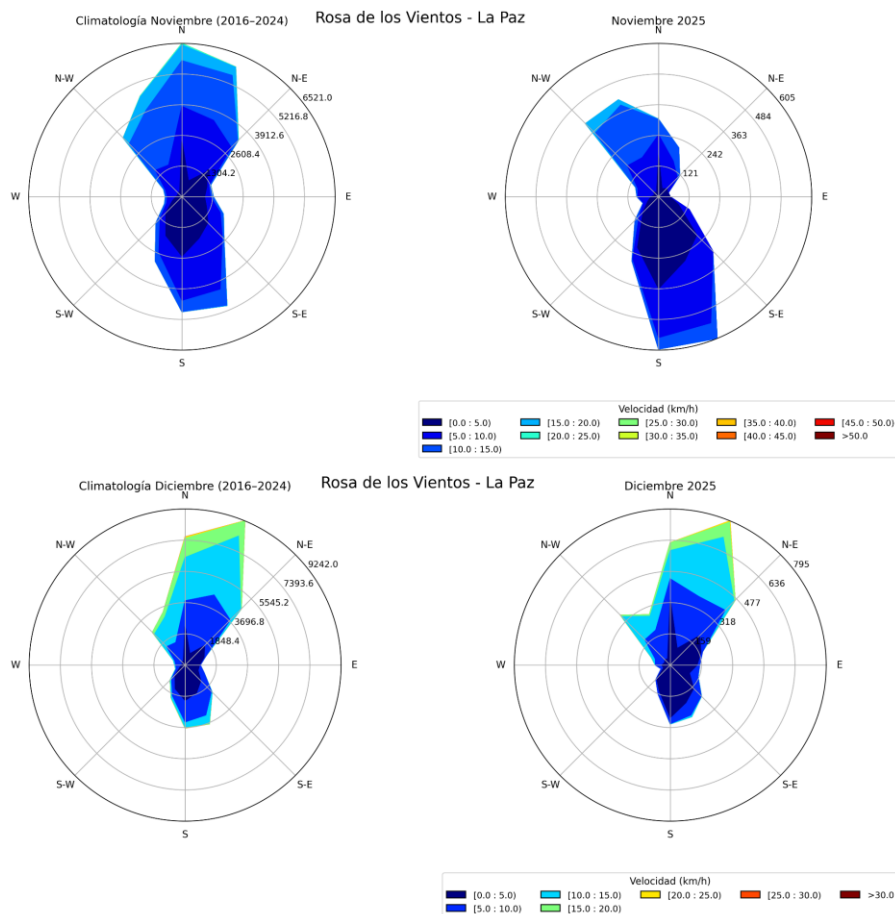 Rosa de los Vientos - La Paz
Climatología Noviembre (2016–2024)
N
N-E
E
S-E
S
S-W
W
N-W
6521.0
5216.8
3912.6
2608.4
Noviembre 2025
N-E
E
S-E
S
S-W
W
N-W
605
484
363
242
121
Velocidad (km/h)
[0.0 : 5.0) [15.0 : 20.0) [25.0 : 30.0) [35.0 : 40.0) [45.0 : 50.0)
[5.0 : 10.0) [20.0 : 25.0) [30.0 : 35.0) [40.0 : 45.0) >50.0
[10.0 : 15.0)
Rosa de los Vientos - La Paz
Climatología Diciembre (2016–2024)
N
N-E
E
S-E
S
S-W
W
N-W
9242.0
7393.6
5545.2
3696.8
1848.4
Diciembre 2025
N
N-E
E
S-E
S
S-W
W
N-W
795
636
477
318
Velocidad (km/h)
[0.0 : 5.0) [10.0 : 15.0) [20.0 : 25.0) [25.0 : 30.0) >30.0
[5.0 : 10.0) [15.0 : 20.0)